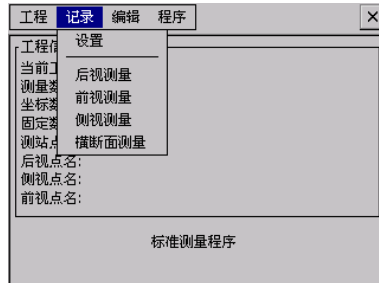 工程 记录 编辑 程序
设置
后视测量
前视测量
侧视测量
横断面测量
工程信
当前工
测量数
坐标数
固定数
测站点
后视点名:
侧视点名:
前视点名:
标准测量程序